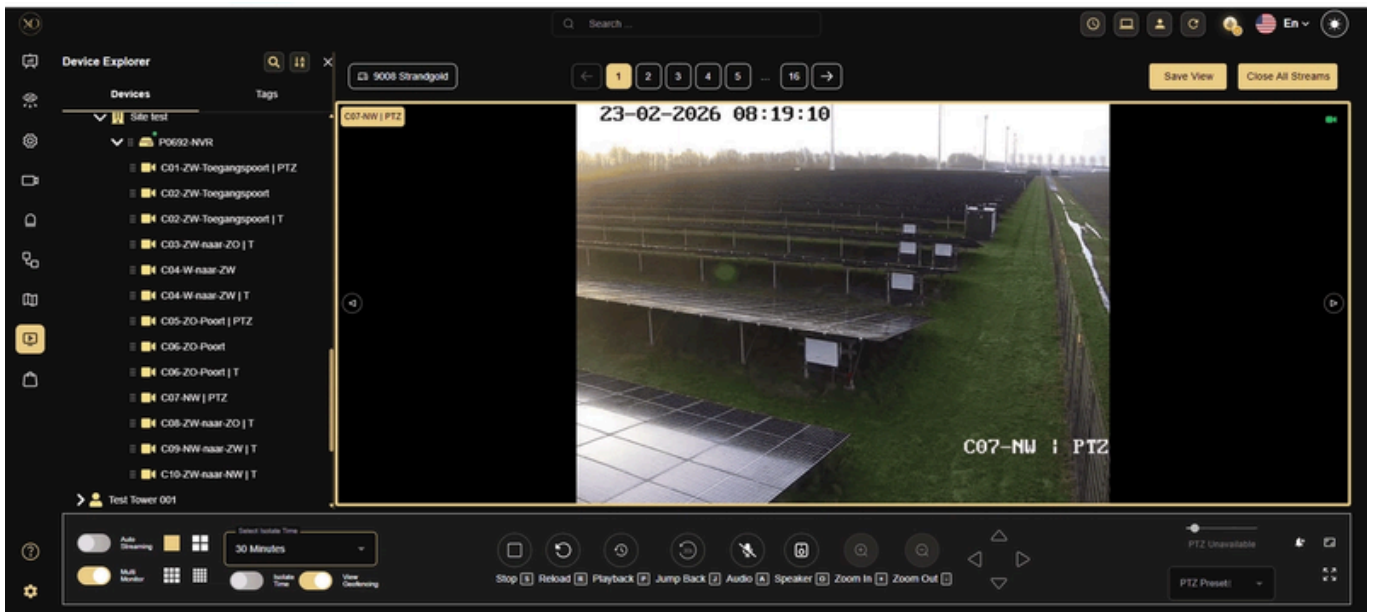 XO
Search ...
En
Device Explorer
Devices
Tags
Site test
P0692-NVR
C01-ZW-Toegangspoort | PTZ
C02-ZW-Toegangspoort
C02-ZW-Toegangspoort | T
C03-ZW-naar-ZO | T
C04-W-naar-ZW
C04-W-naar-ZW | T
C05-ZO-Poort | PTZ
C06-ZO-Poort
C06-ZO-Poort | T
C07-NW | PTZ
C08-ZW-naar-ZO | T
C09-NW-naar-ZW | T
C10-ZW-naar-NW | T
Test Tower 001
9008 Strandgold
1 2 3 4 5 ... 16
Save View
Close All Streams
C07-NW | PTZ
23-02-2026 08:19:10
C07-NW | PTZ
Auto Streaming
Multi Monitor
Select Isolate Time
30 Minutes
Isolate Time
View Geofencing
Stop S Reload R Playback P Jump Back J Audio A Speaker O Zoom In + Zoom Out -
PTZ Unavailable
PTZ Preset: